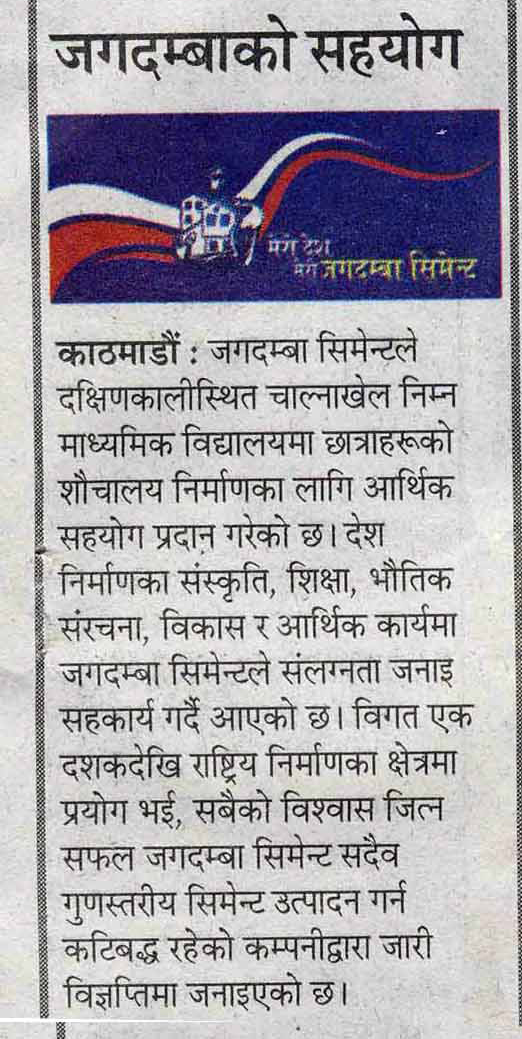 जगदम्बाको सहयोग
मेरो देश
मेरो जगदम्बा सिमेन्ट
काठमाडौं : जगदम्बा सिमेन्टले
दक्षिणकालीस्थित चाल्नाखेल निम्न
माध्यमिक विद्यालयमा छात्राहरूको
शौचालय निर्माणका लागि आर्थिक
सहयोग प्रदान गरेको छ। देश
निर्माणका संस्कृति, शिक्षा, भौतिक
संरचना, विकास र आर्थिक कार्यमा
जगदम्बा सिमेन्टले संलग्नता जनाइ
सहकार्य गर्दै आएको छ। विगत एक
दशकदेखि राष्ट्रिय निर्माणका क्षेत्रमा
प्रयोग भई, सबैको विश्वास जित्न
सफल जगदम्बा सिमेन्ट सदैव
गुणस्तरीय सिमेन्ट उत्पादन गर्न
कटिबद्ध रहेको कम्पनीद्वारा जारी
विज्ञप्तिमा जनाइएको छ।